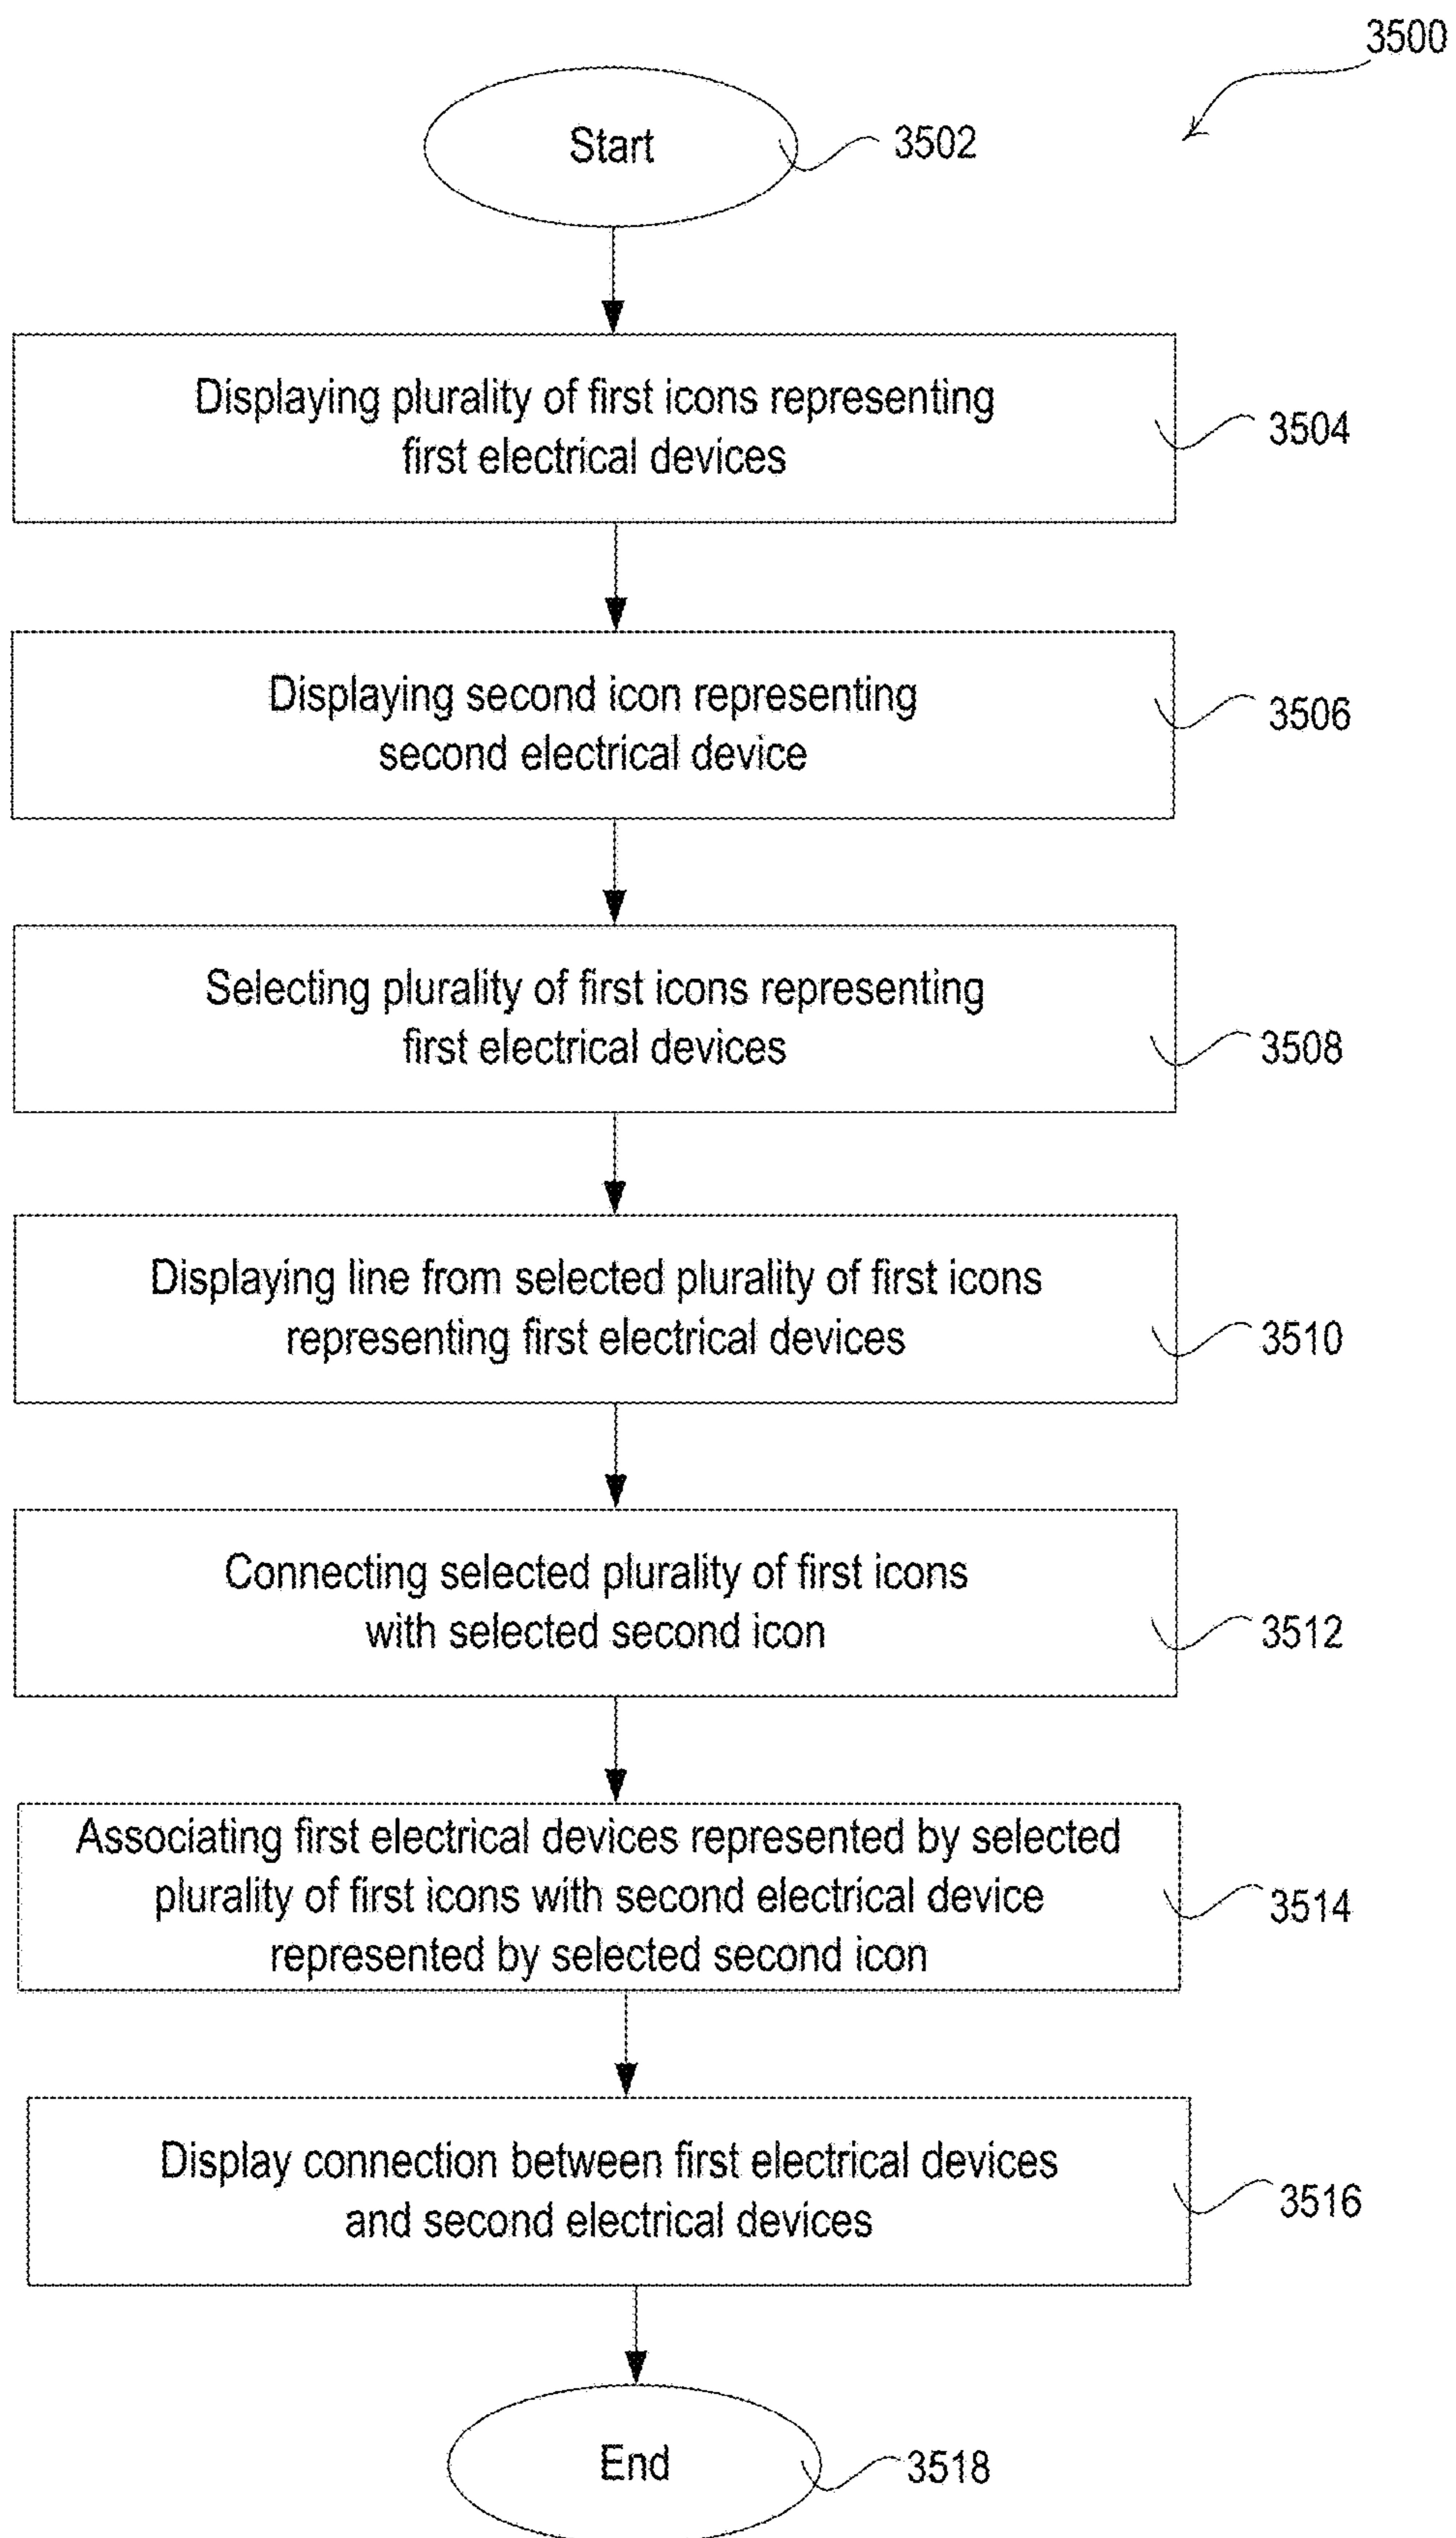 3500
Start
3502
Displaying plurality of first icons representing
first electrical devices
3504
Displaying second icon representing
second electrical device
3506
Selecting plurality of first icons representing
first electrical devices
3508
Displaying line from selected plurality of first icons
representing first electrical devices
3510
Connecting selected plurality of first icons
with selected second icon
3512
Associating first electrical devices represented by selected
plurality of first icons with second electrical device
represented by selected second icon
3514
Display connection between first electrical devices
and second electrical devices
3516
End
3518